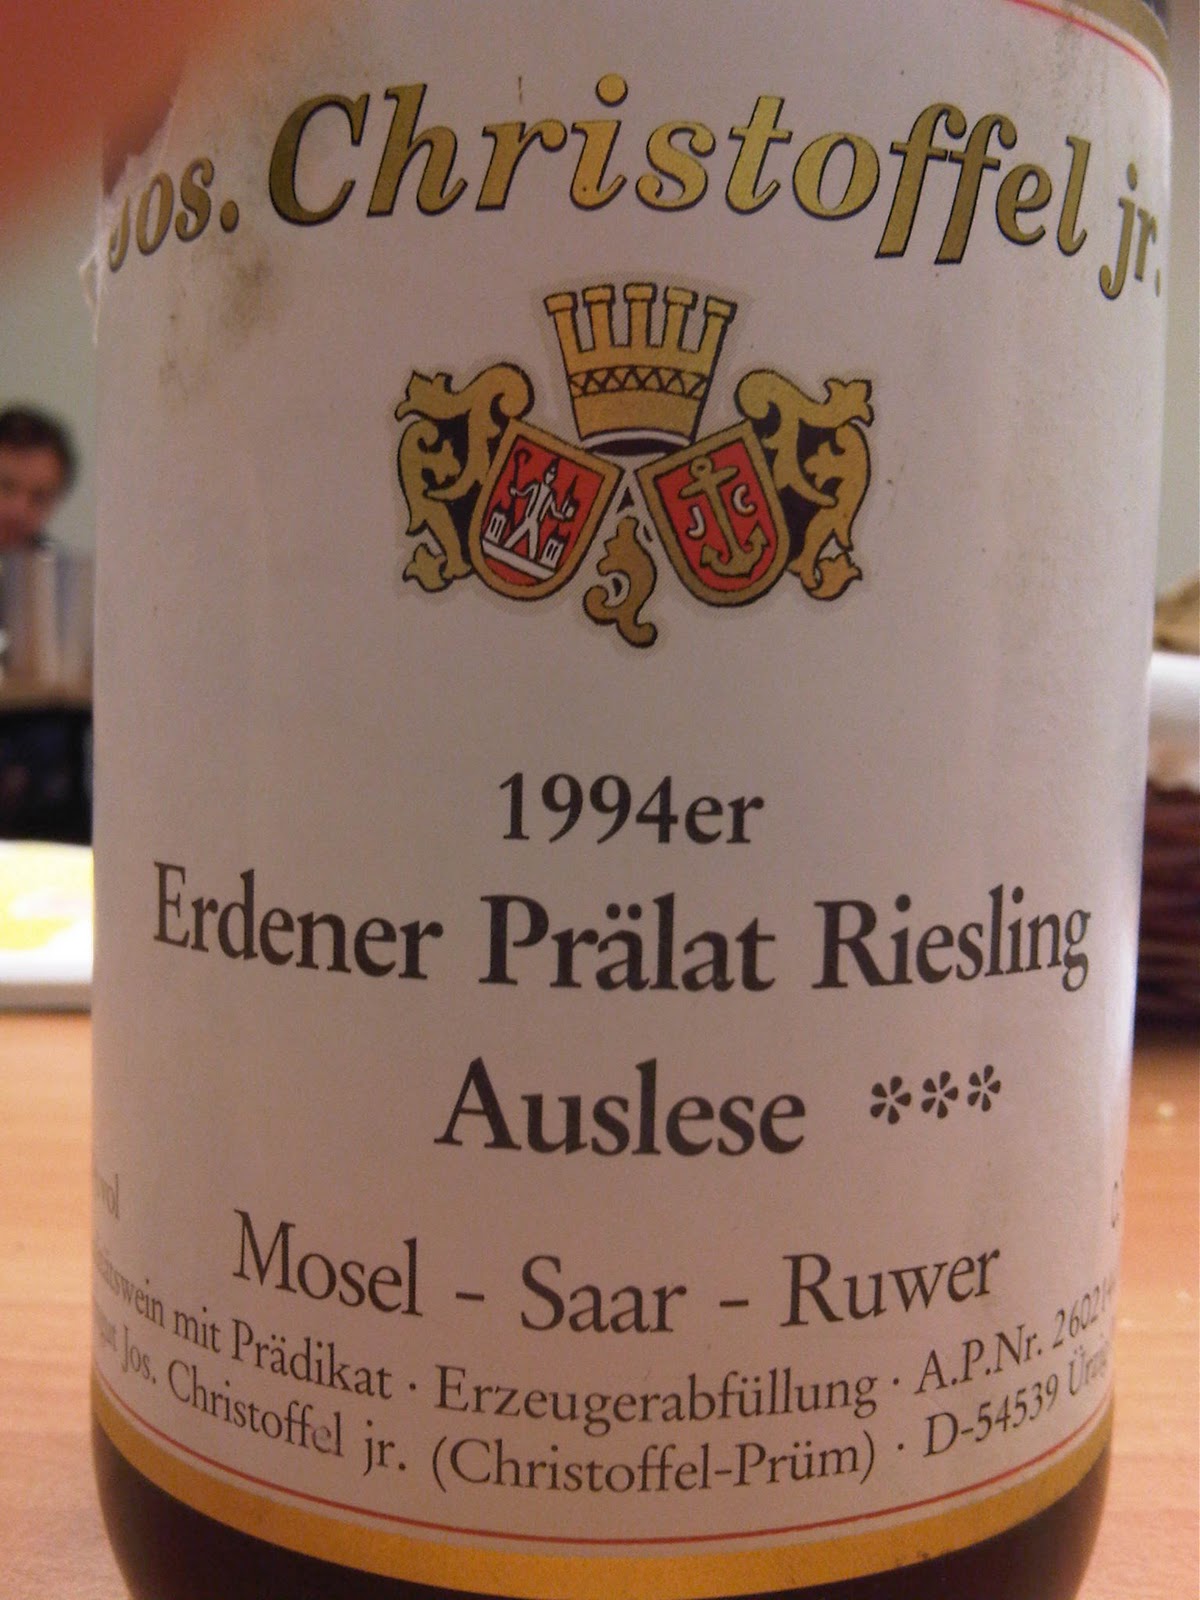 Jos. Christoffel jr.
J C
1994er
Erdener Prälat Riesling
Auslese ***
vol
Mosel - Saar - Ruwer
mit Prädikat · Erzeugerabfüllung · A.P.Nr.
Jos. Christoffel jr. (Christoffel-Prüm) · D-54539